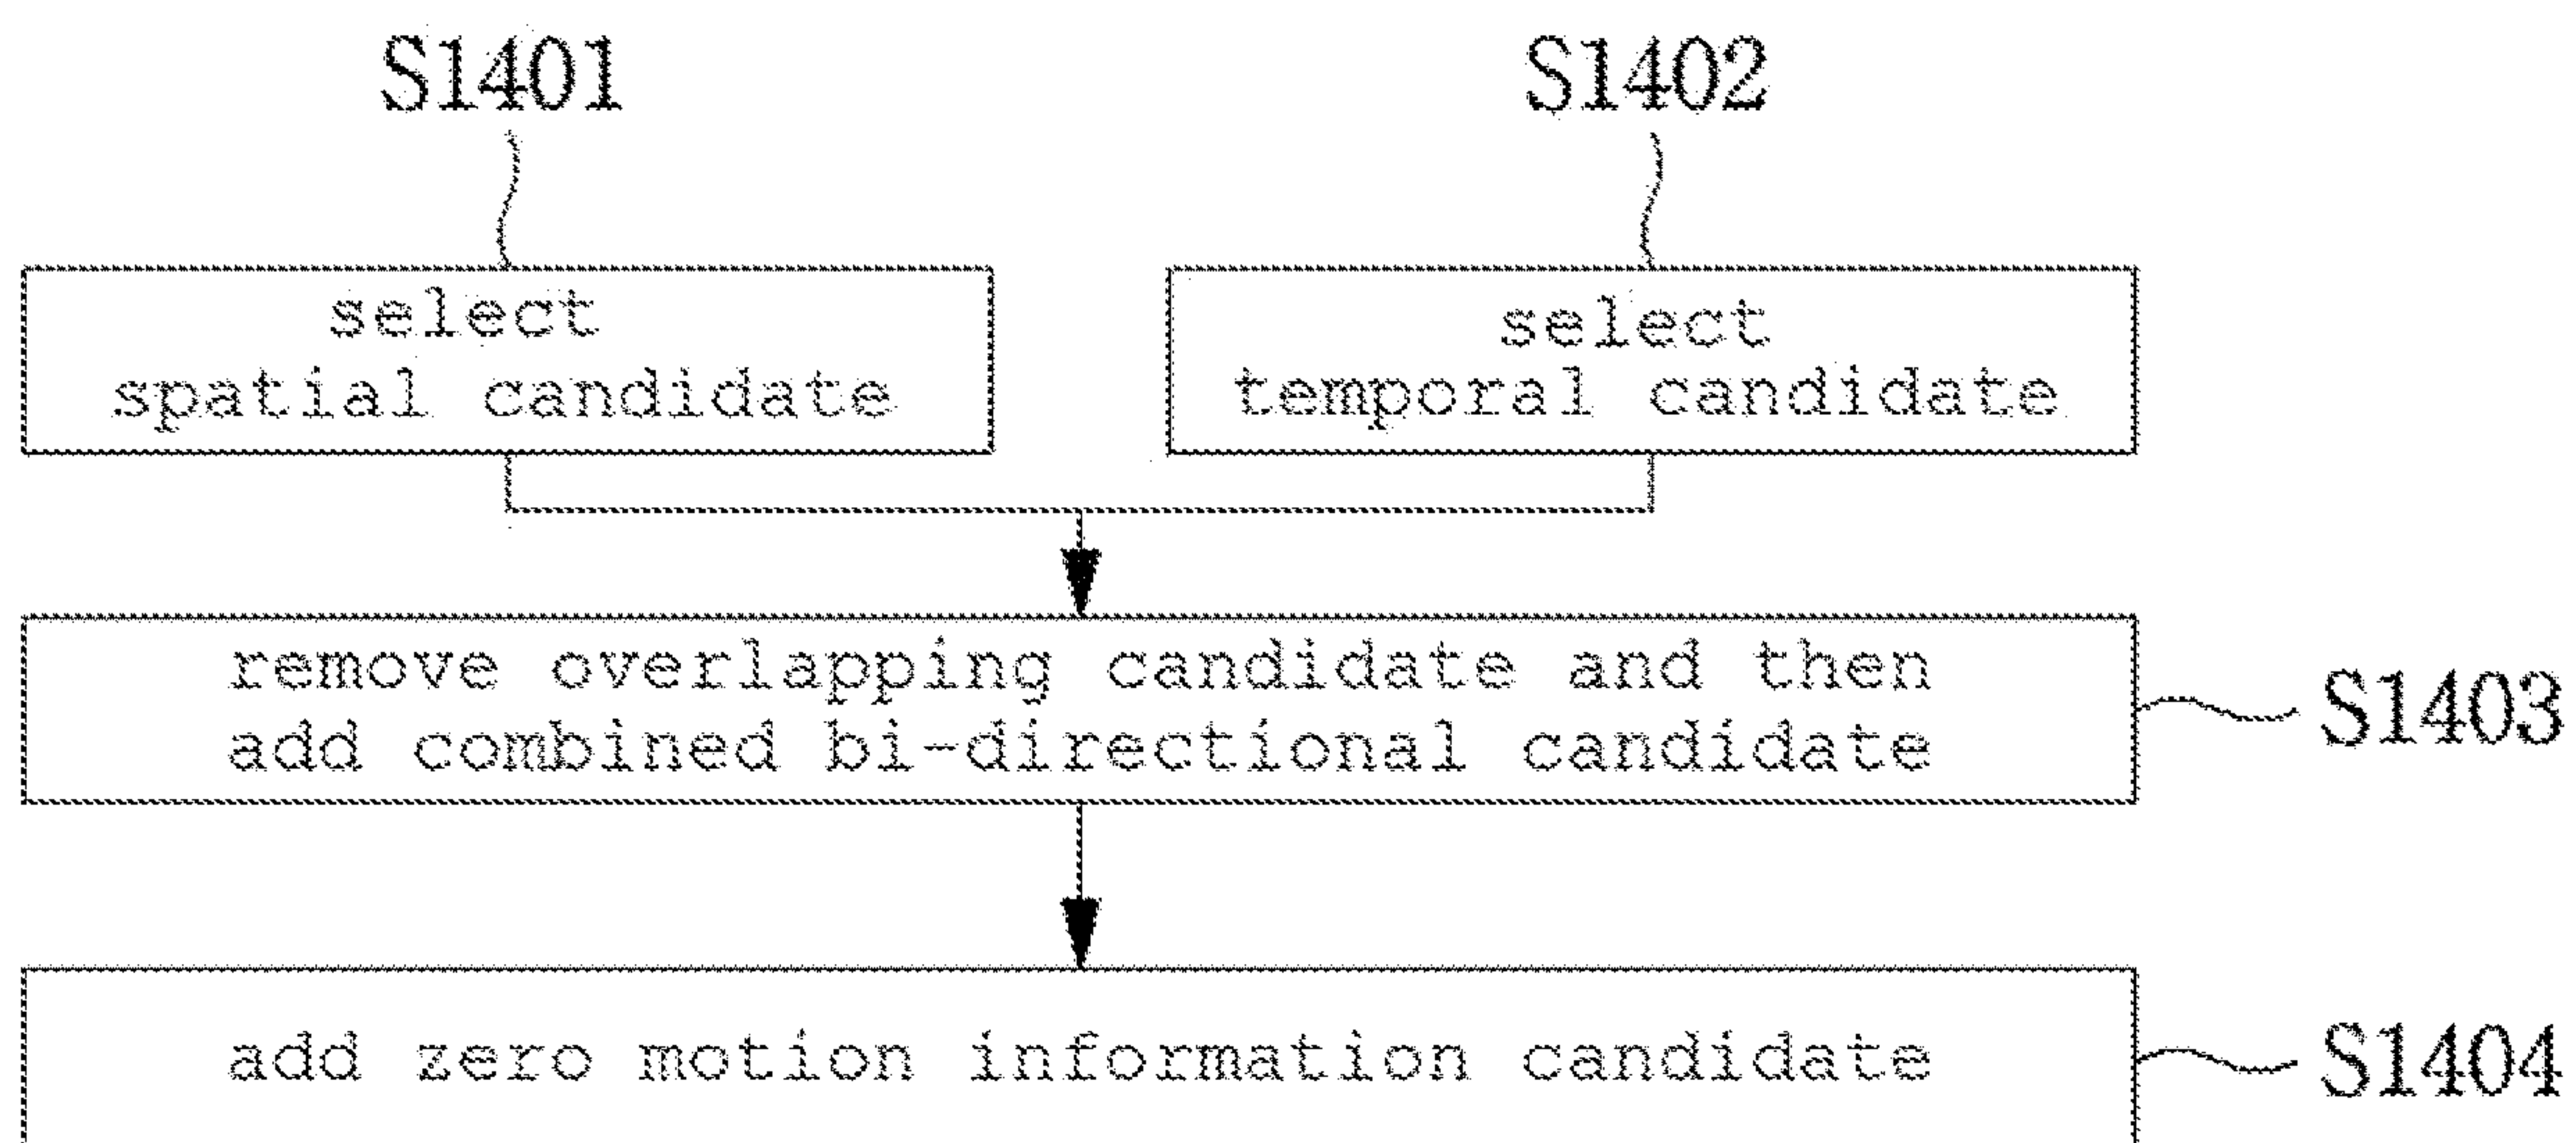 S1401
S1402
select
spatial candidate
select
temporal candidate
remove overlapping candidate and then
add combined bi-directional candidate
S1403
add zero motion information candidate
S1404